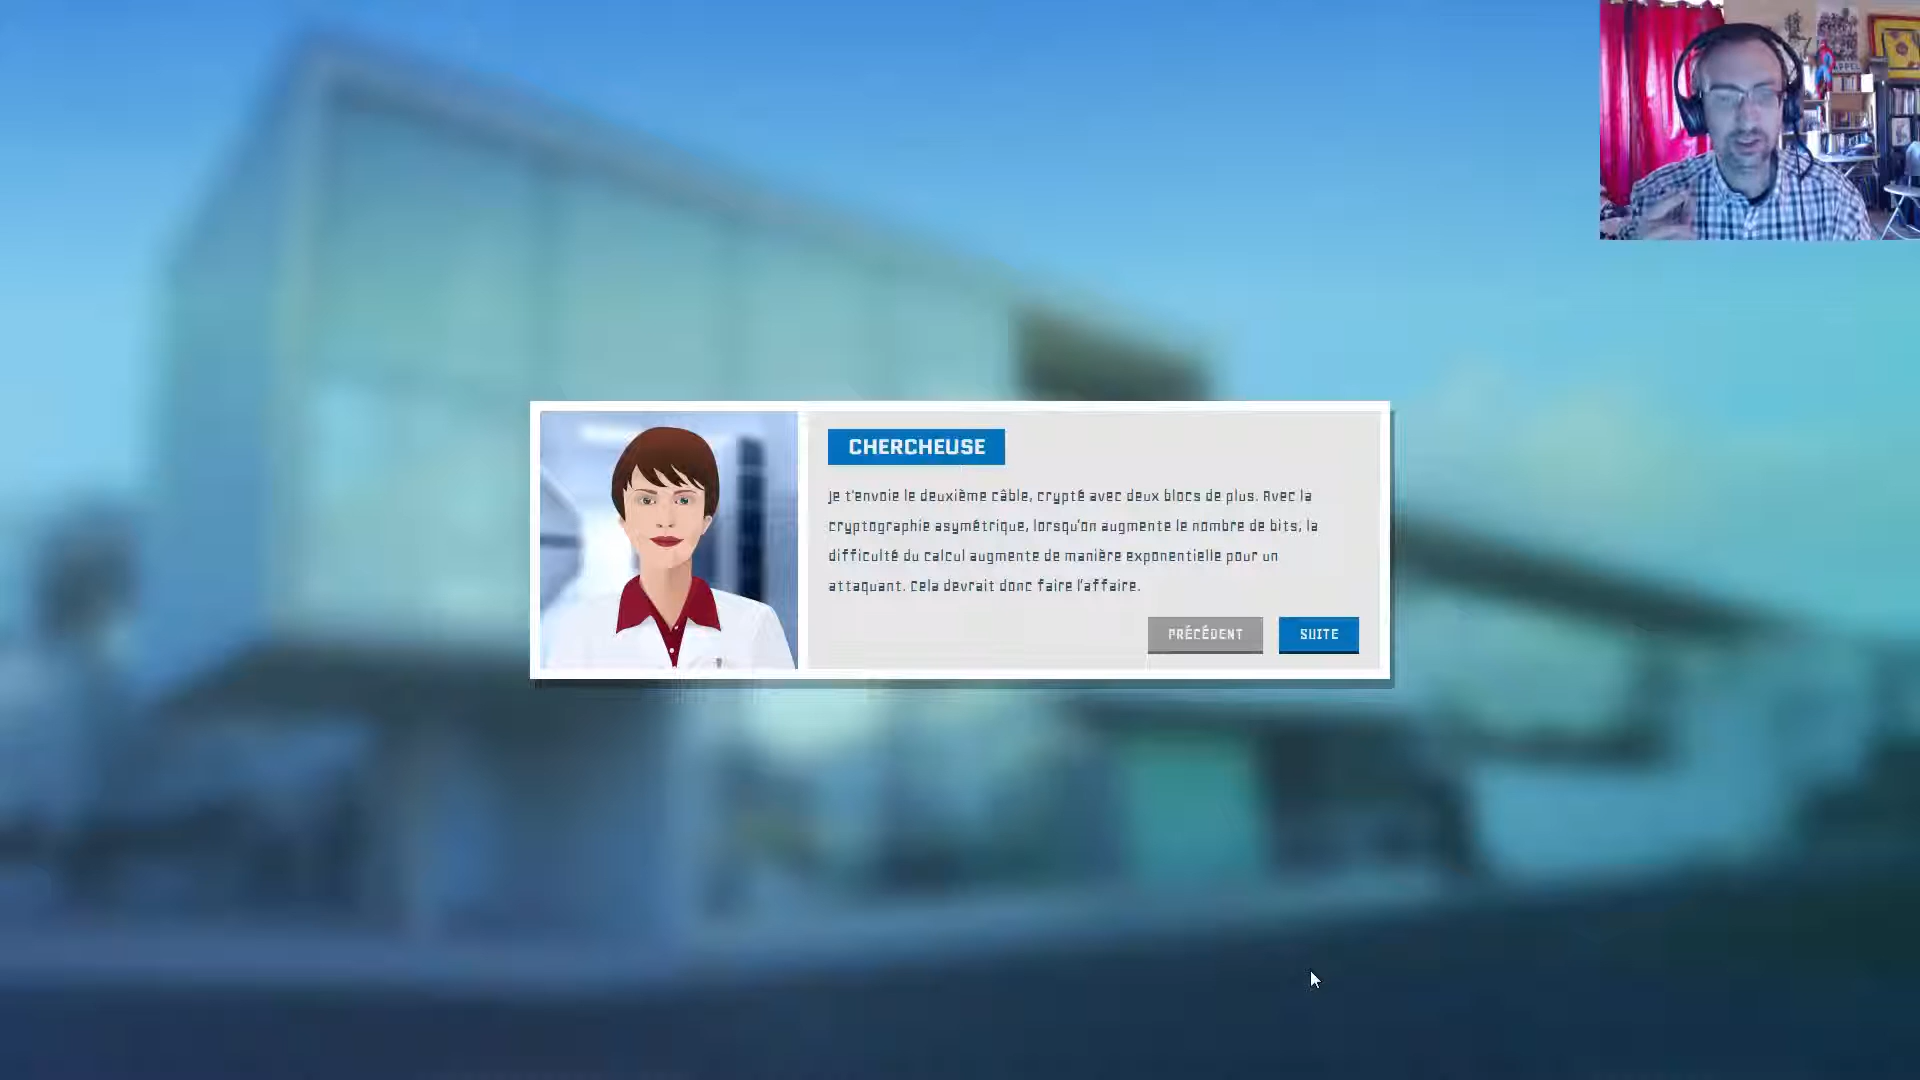 CHERCHEUSE
Je t'envoie le deuxième câble, crypté avec deux blocs de plus. Avec la
cryptographie asymétrique, lorsqu'on augmente le nombre de bits, la
difficulté du calcul augmente de manière exponentielle pour un
attaquant. Cela devrait donc faire l'affaire.
PRÉCÉDENT
SUITE